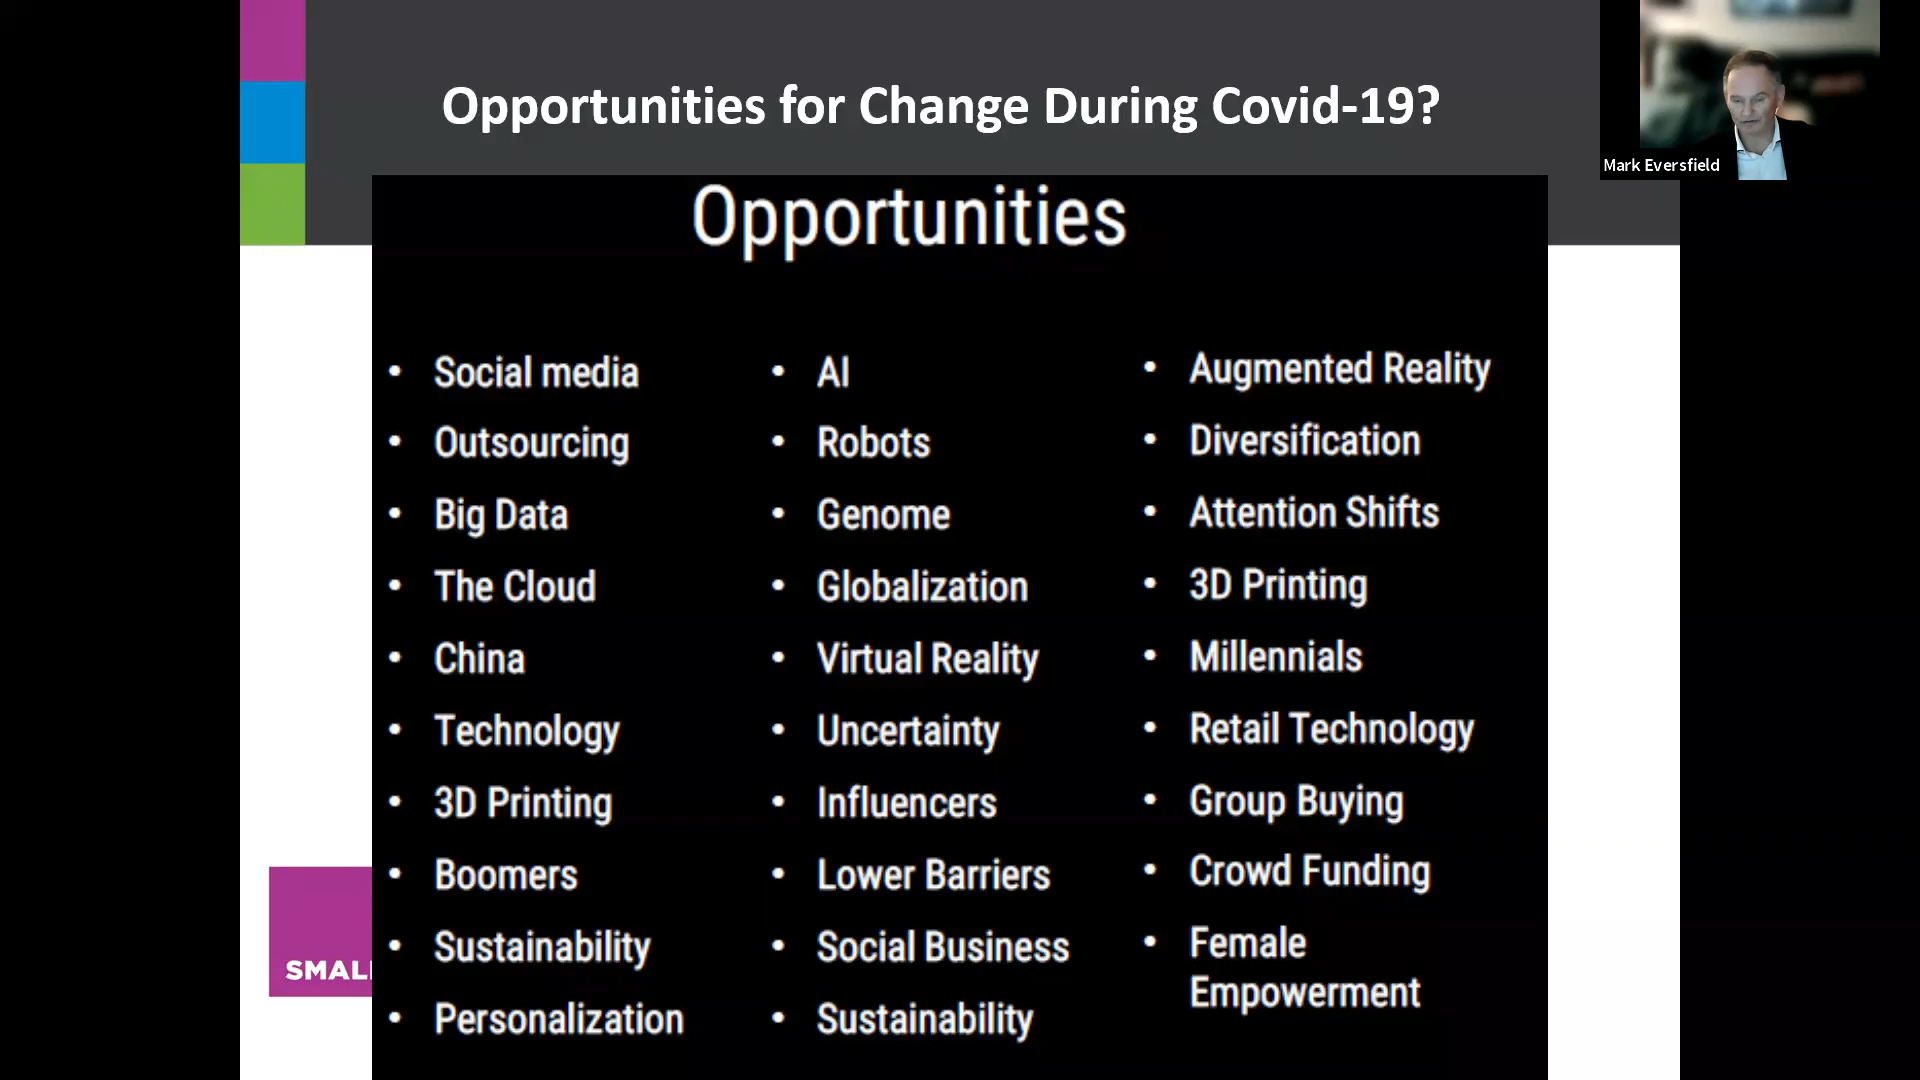 Opportunities for Change During Covid-19?
Mark Eversfield
Opportunities
• Social media
• Outsourcing
• Big Data
• The Cloud
• China
• Technology
• 3D Printing
• Boomers
• Sustainability
• Personalization
• AI
• Robots
• Genome
• Globalization
• Virtual Reality
• Uncertainty
• Influencers
• Lower Barriers
• Social Business
• Sustainability
• Augmented Reality
• Diversification
• Attention Shifts
• 3D Printing
• Millennials
• Retail Technology
• Group Buying
• Crowd Funding
• Female
Empowerment